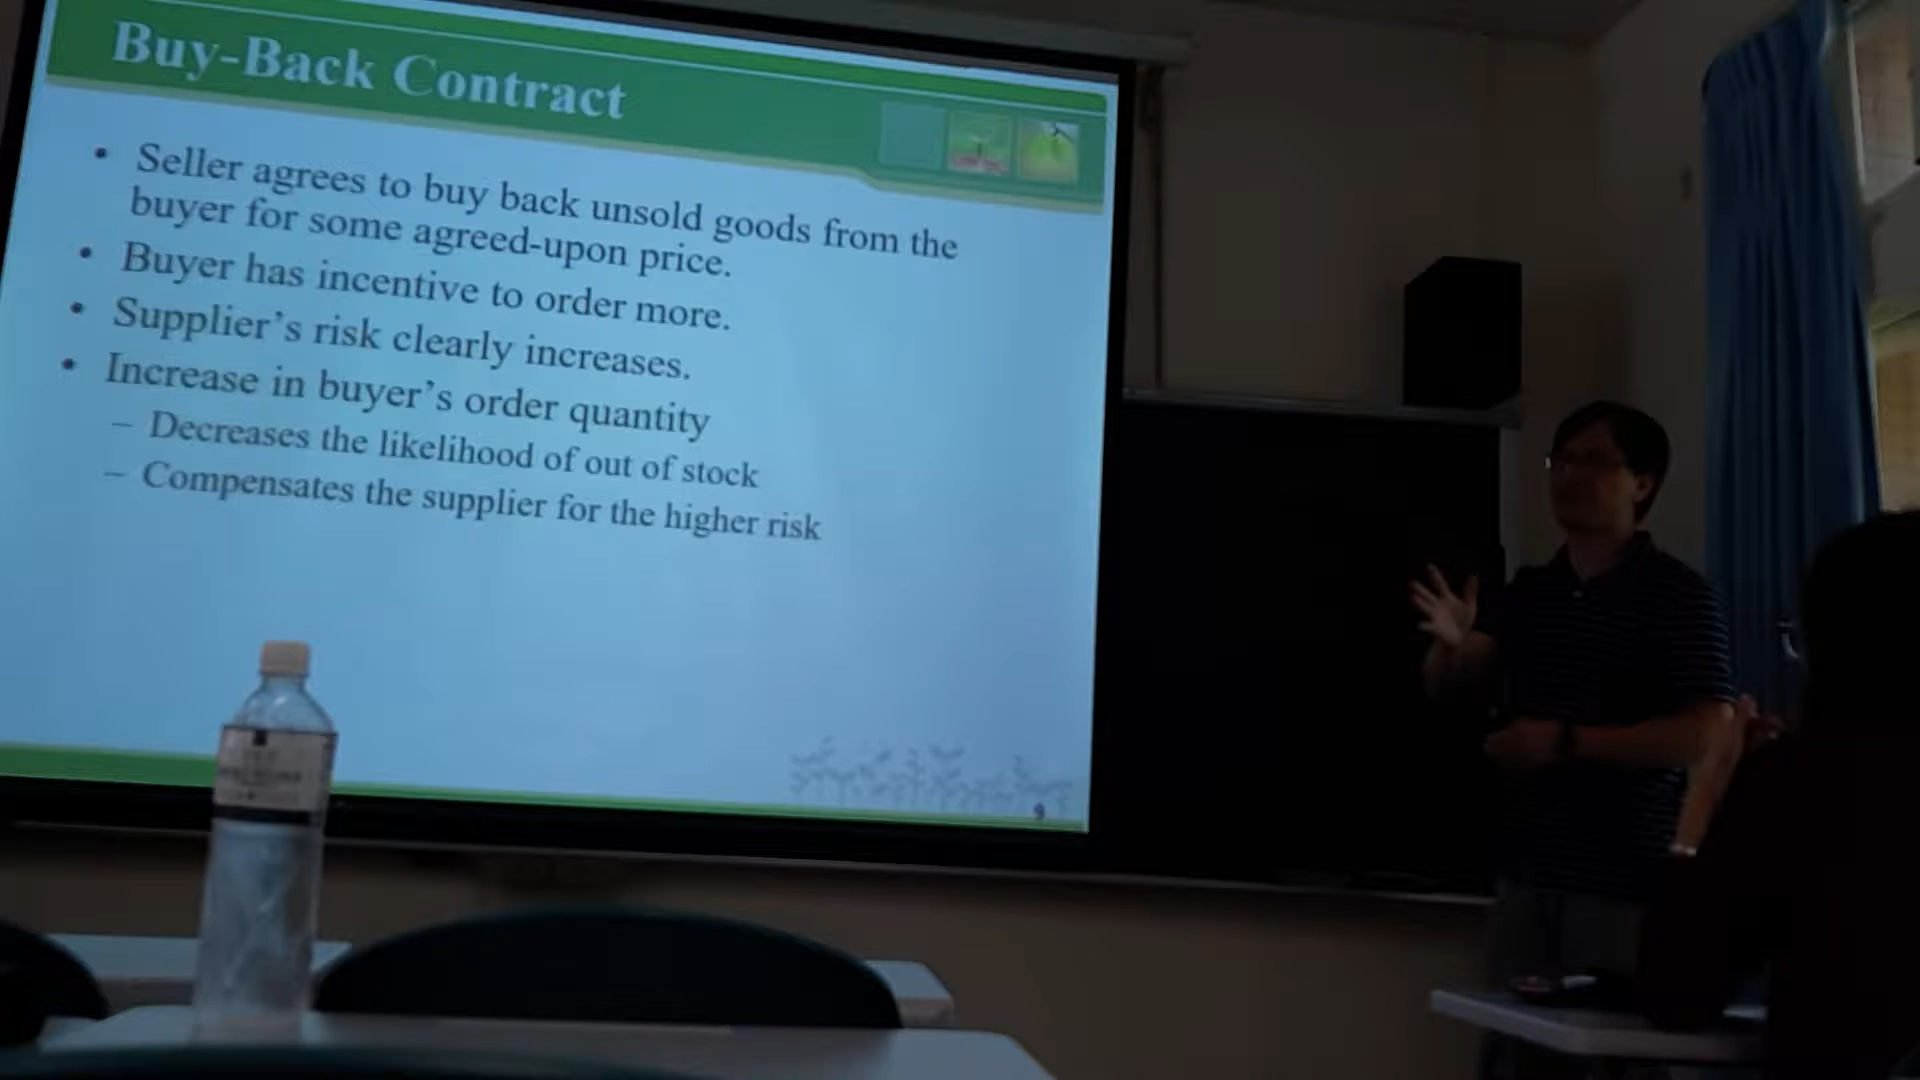 Buy-Back Contract
• Seller agrees to buy back unsold goods from the
buyer for some agreed-upon price.
• Buyer has incentive to order more.
• Supplier’s risk clearly increases.
• Increase in buyer’s order quantity
– Decreases the likelihood of out of stock
– Compensates the supplier for the higher risk
9